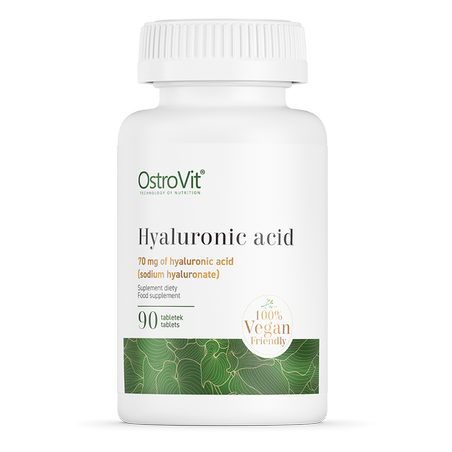 OstroVit®
TECHNOLOGY OF NUTRITION
Hyaluronic acid
70 mg of hyaluronic acid
(sodium hyaluronate)
Suplement diety
Food supplement
90 tabletek
tablets
100%
Vegan
Friendly